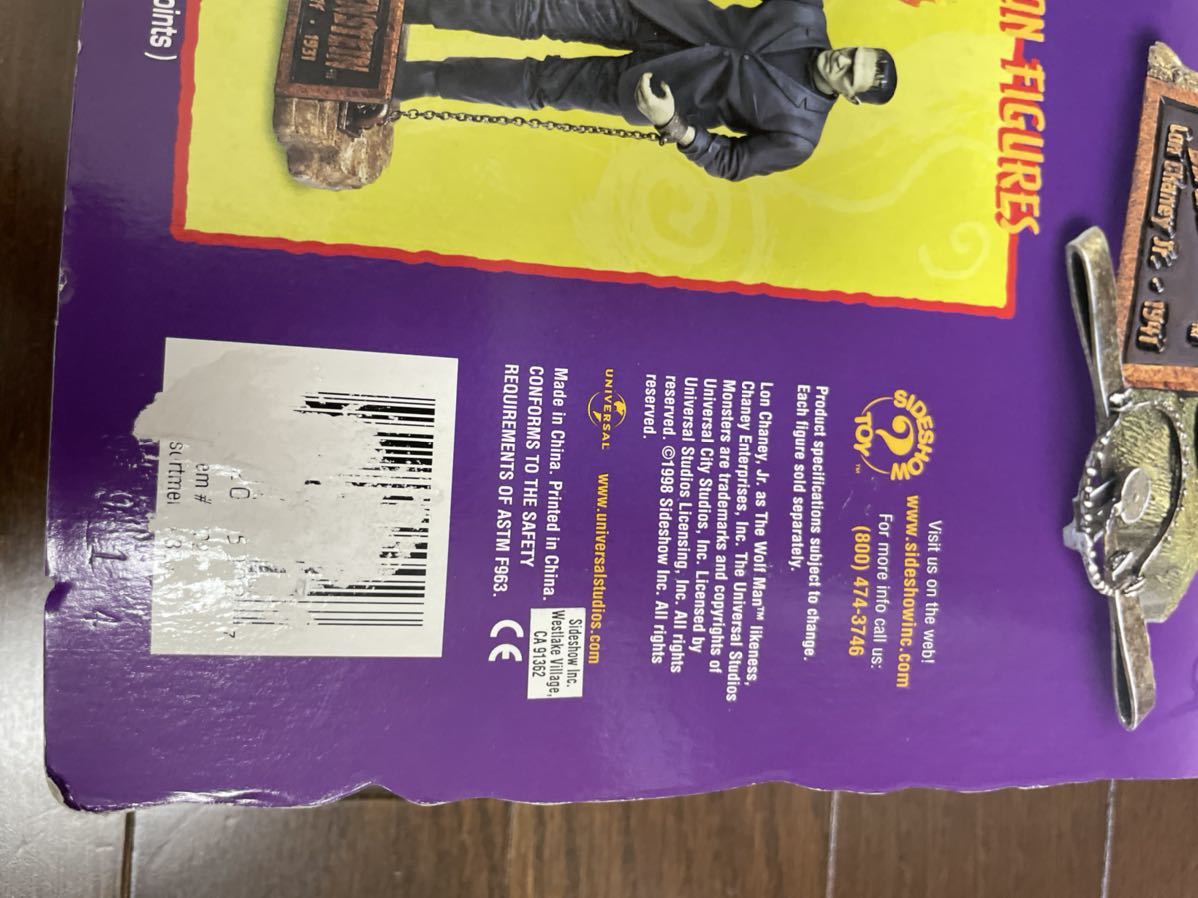 ON FIGURES
1931
Lon Chaney Jr. • 1941
oints )
Visit us on the web!
www.sideshowinc.com
For more info call us:
(800) 474-3746
SIDESHOW
TOY™
Product specifications subject to change.
Each figure sold separately.
Lon Chaney, Jr. as The Wolf Man™ likeness,
Chaney Enterprises, Inc. The Universal Studios
Monsters are trademarks and copyrights of
Universal City Studios, Inc. Licensed by
Universal Studios Licensing, Inc. All rights
reserved. ©1998 Sideshow Inc. All rights
reserved.
UNIVERSAL™
www.universalstudios.com
Made in China. Printed in China.
CONFORMS TO THE SAFETY
REQUIREMENTS OF ASTM F963.
Sideshow Inc.
Westlake Village,
CA 91362
CE
em #